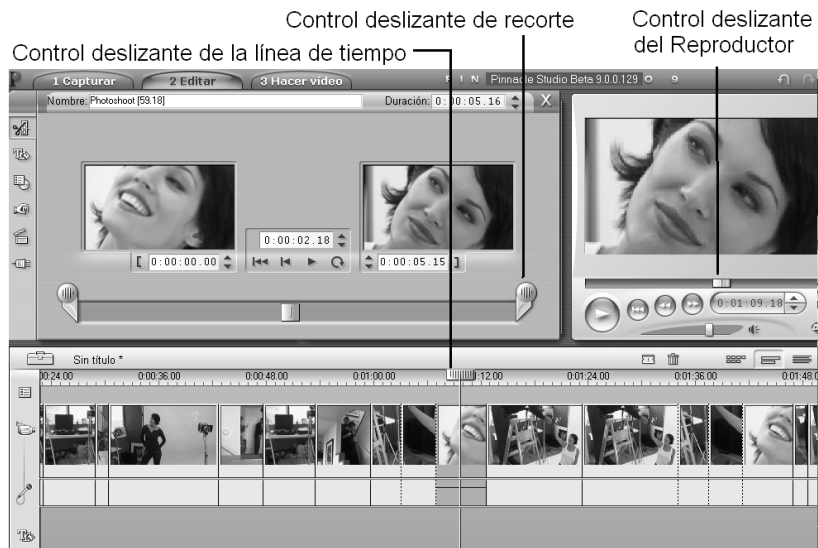 Control deslizante de recorte
Control deslizante
del Reproductor
Control deslizante de la línea de tiempo
1 Capturar
2 Editar
3 Hacer vídeo
P I N Pinnacle Studio Beta 9.0.0.129 9
Nombre: Photoshoot [59.18]
Duración: 0:00:05.16
X
0:00:02.18
[ 0:00:00.00
0:00:05.15 ]
0:01:09.18
Sin título *
00:24.00 0:00:36.00 0:00:48.00 0:01:00.00 12.00 0:01:24.00 0:01:36.00 0:01:48.0